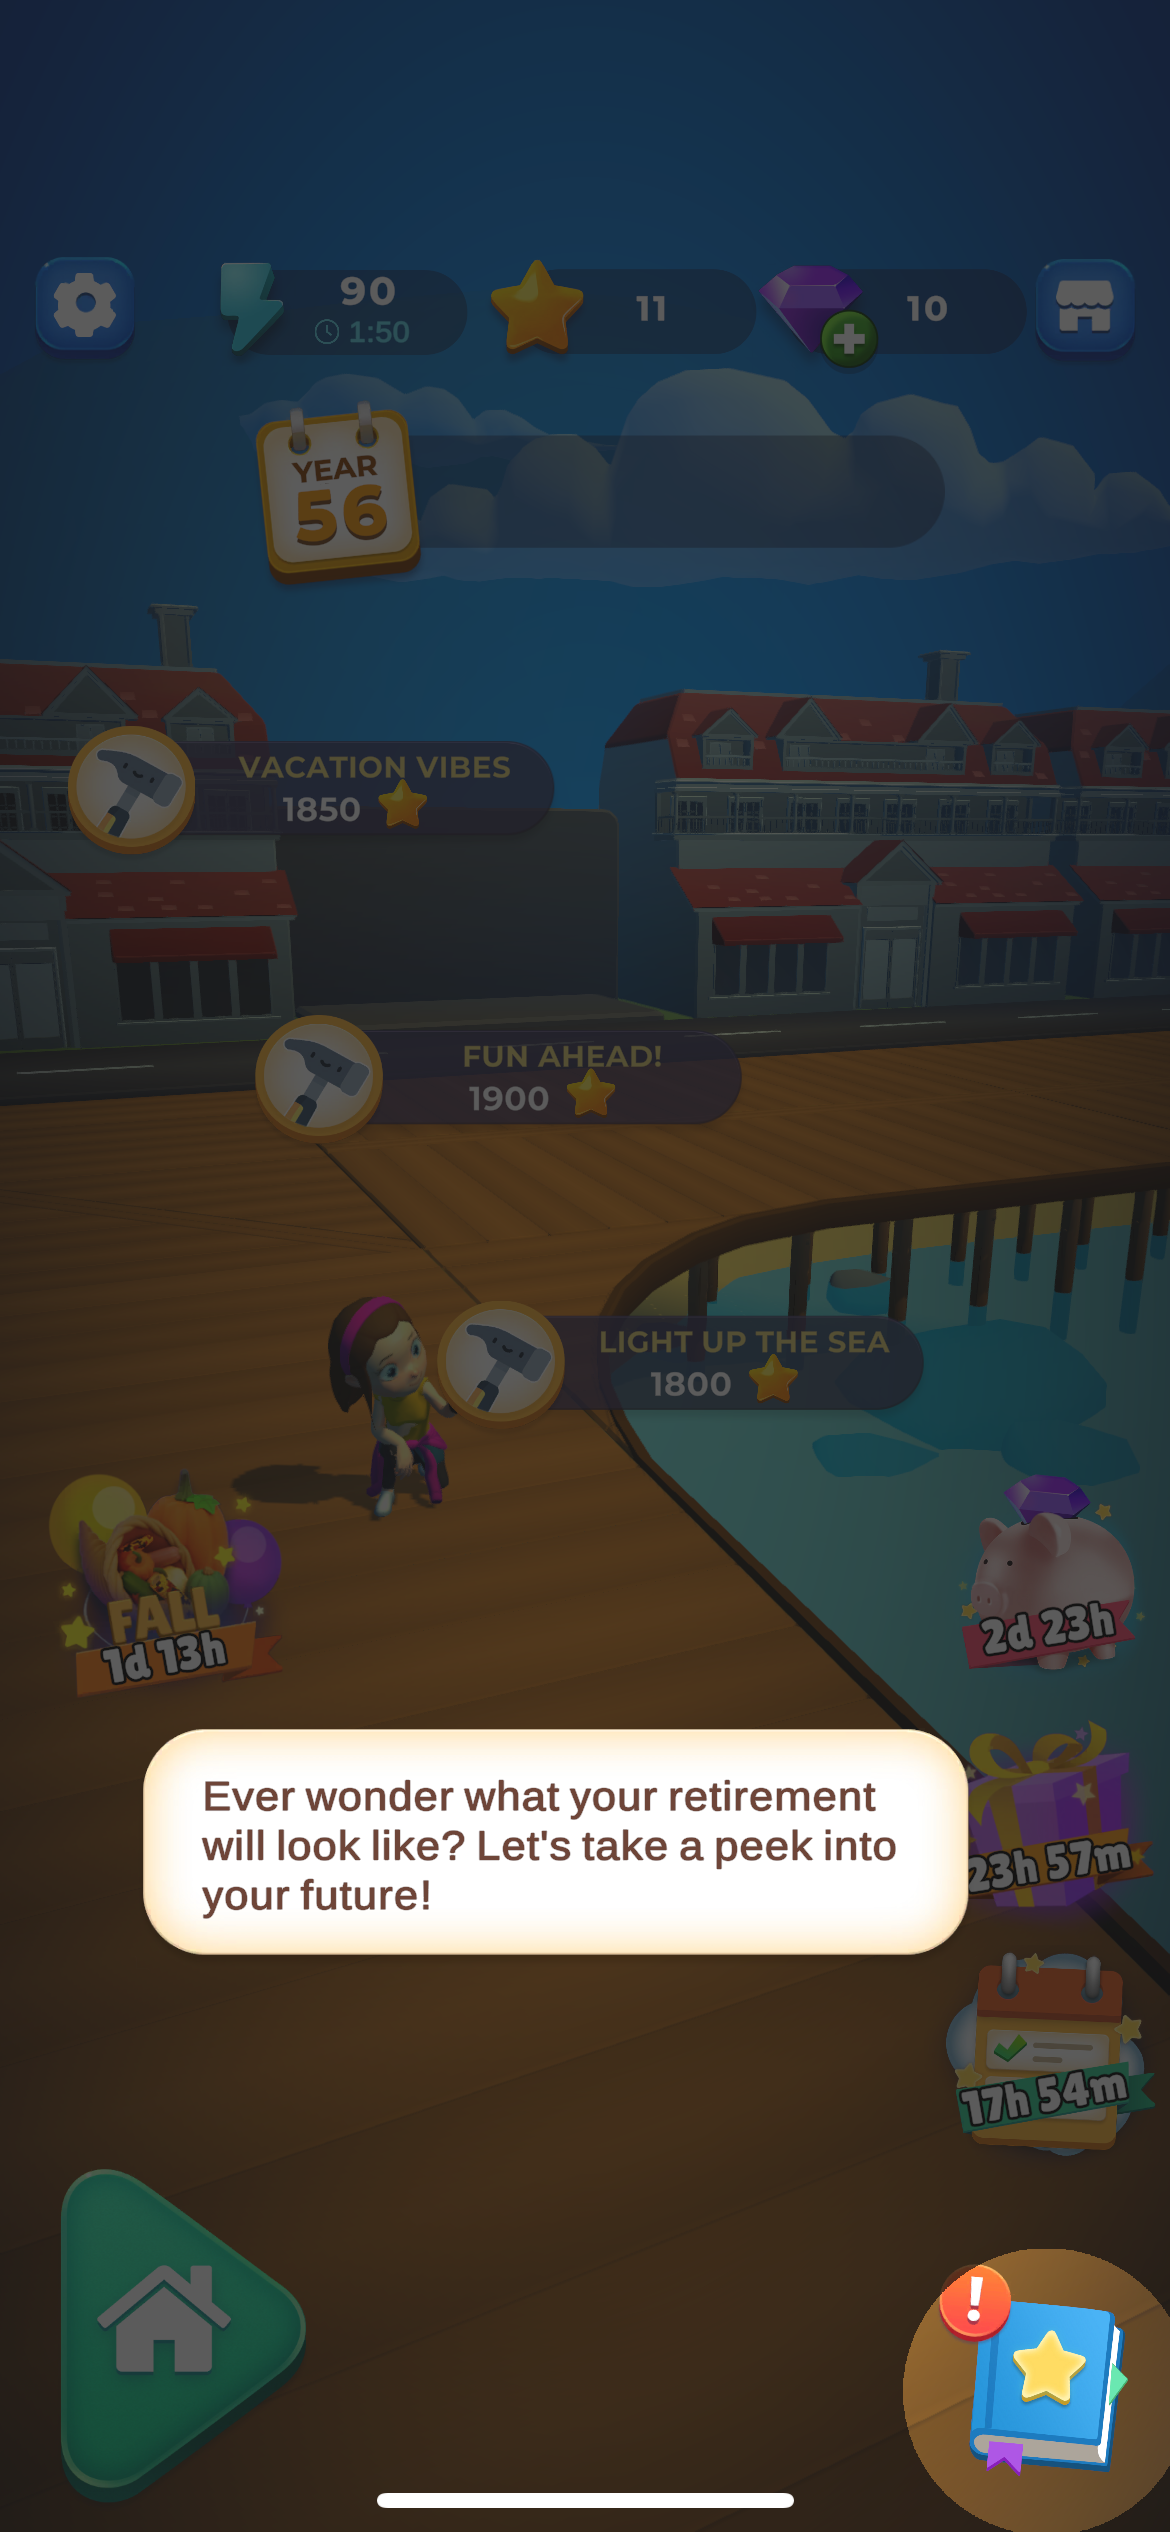 90
1:50
11
10
YEAR
56
VACATION VIBES
1850
FUN AHEAD!
1900
LIGHT UP THE SEA
1800
FALL
1d 13h
2d 23h
Ever wonder what your retirement
will look like? Let's take a peek into
your future!
23h 57m
17h 54m
!